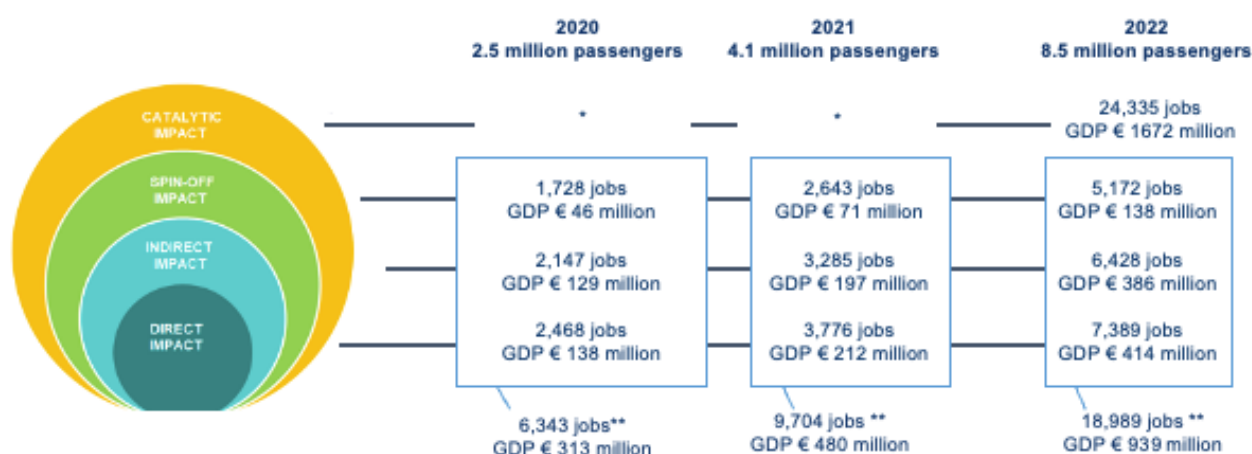 2020
2.5 million passengers
2021
4.1 million passengers
2022
8.5 million passengers
CATALYTIC
IMPACT
*
*
24,335 jobs
GDP € 1672 million
SPIN-OFF
IMPACT
1,728 jobs
GDP € 46 million
2,643 jobs
GDP € 71 million
5,172 jobs
GDP € 138 million
INDIRECT
IMPACT
2,147 jobs
GDP € 129 million
3,285 jobs
GDP € 197 million
6,428 jobs
GDP € 386 million
DIRECT
IMPACT
2,468 jobs
GDP € 138 million
3,776 jobs
GDP € 212 million
7,389 jobs
GDP € 414 million
6,343 jobs**
GDP € 313 million
9,704 jobs **
GDP € 480 million
18,989 jobs **
GDP € 939 million